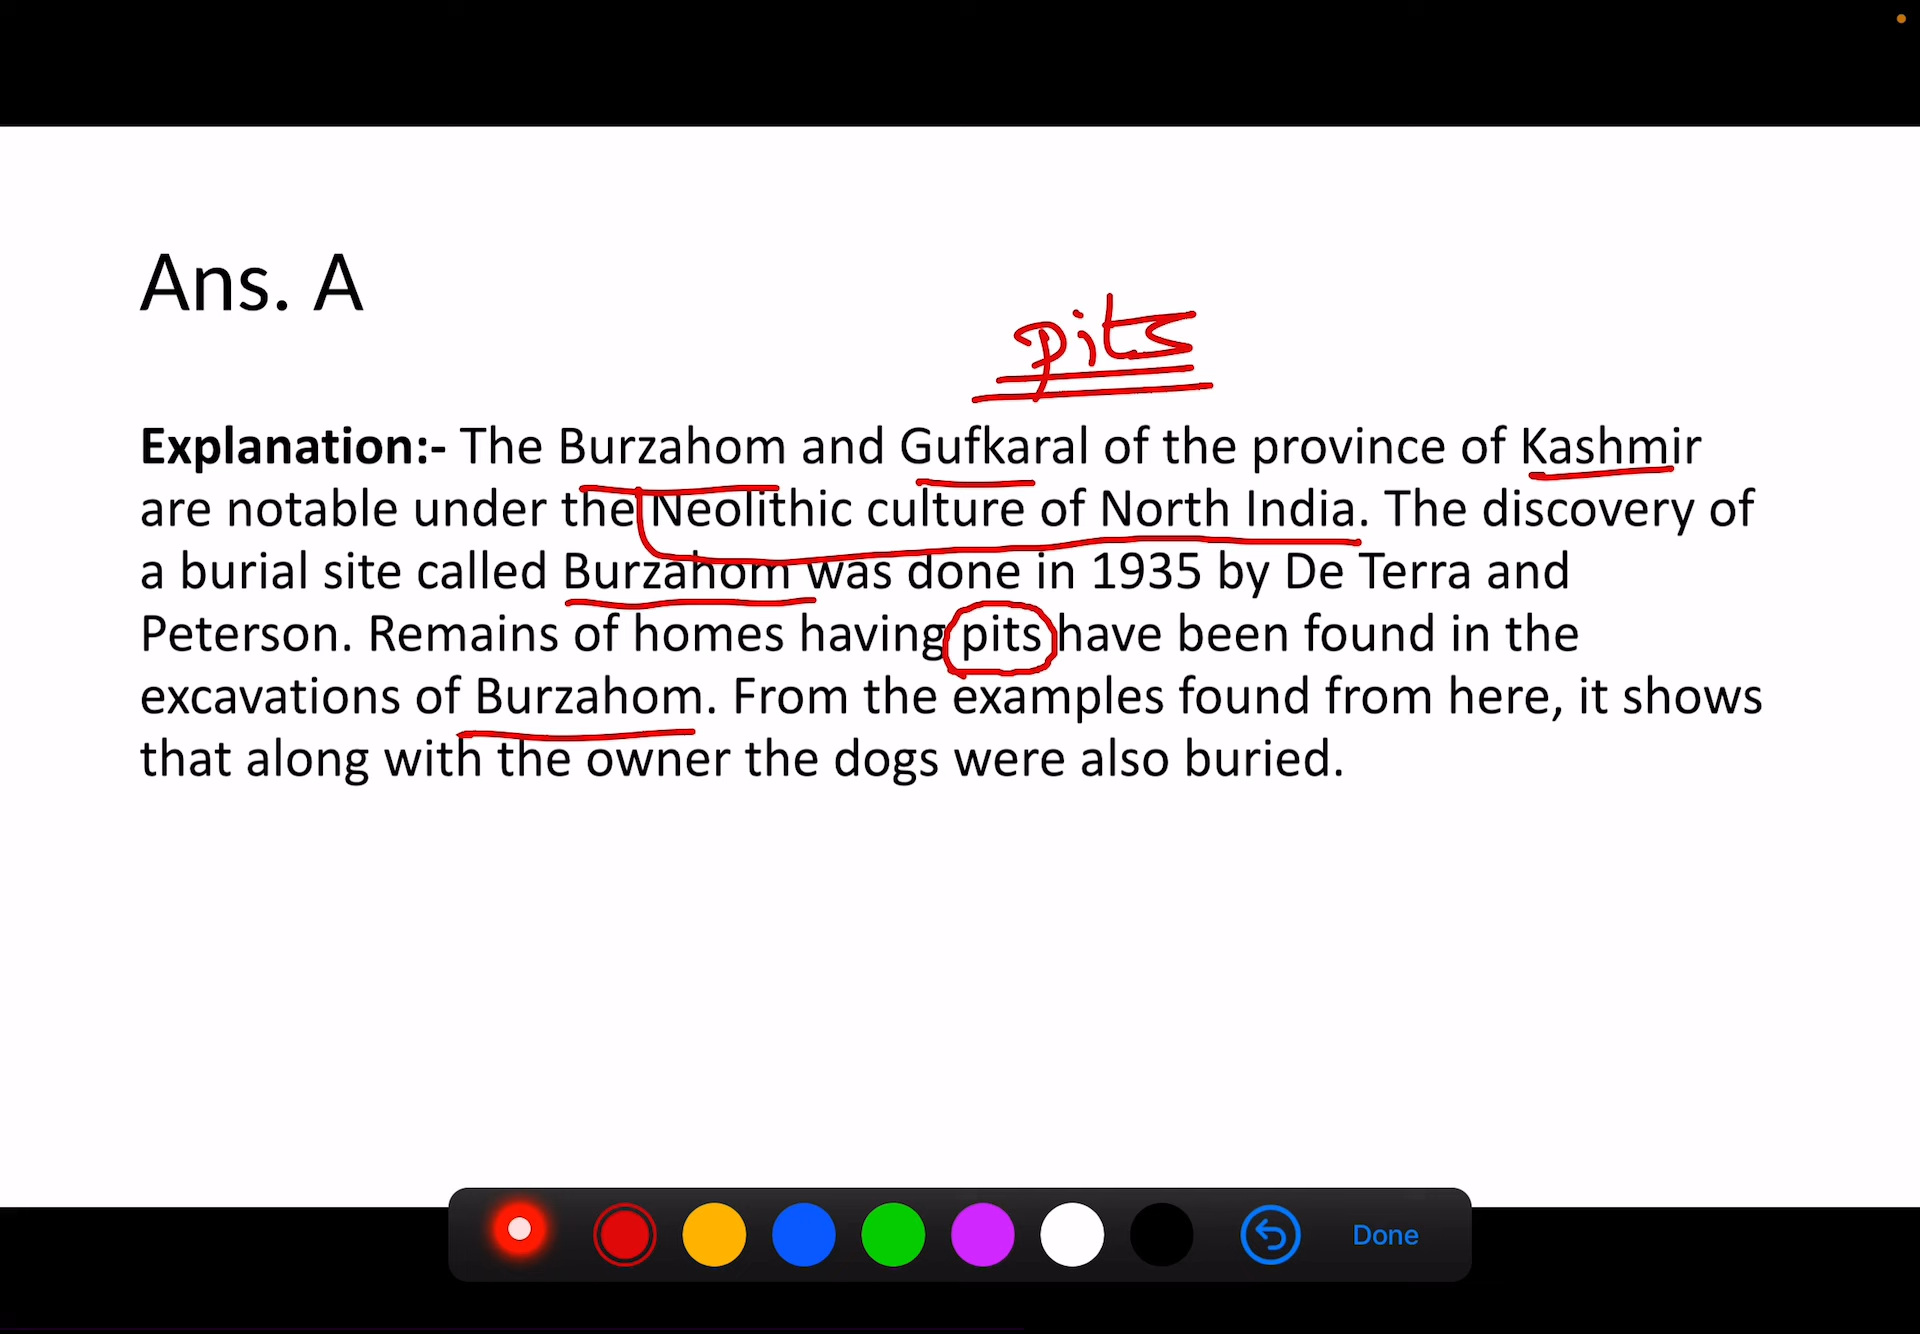 Ans. A
pits
Explanation:- The Burzahom and Gufkaral of the province of Kashmir
are notable under the Neolithic culture of North India. The discovery of
a burial site called Burzahom was done in 1935 by De Terra and
Peterson. Remains of homes having pits have been found in the
excavations of Burzahom. From the examples found from here, it shows
that along with the owner the dogs were also buried.
Done